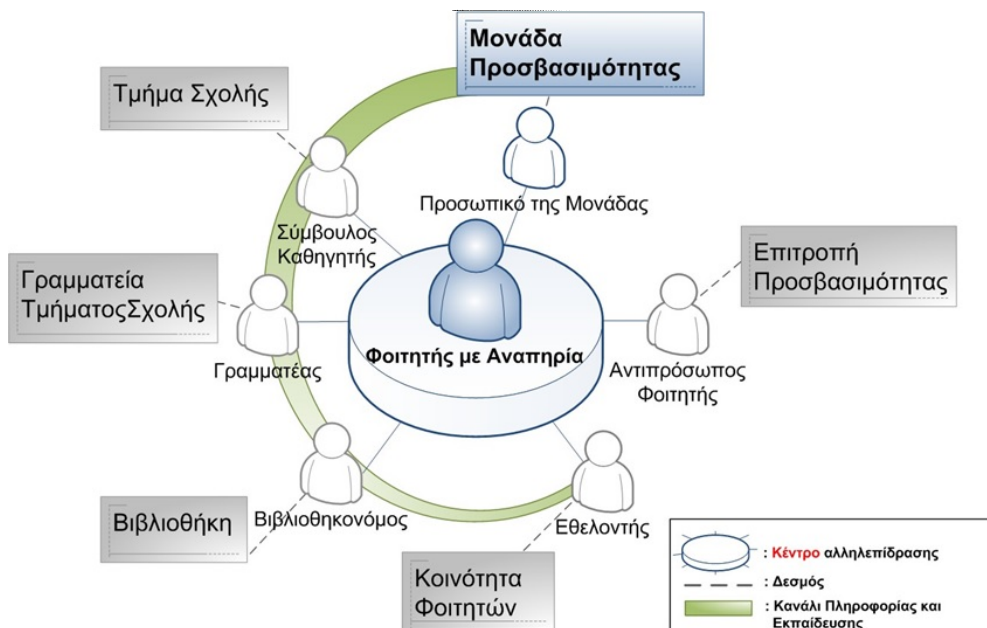 Μονάδα
Προσβασιμότητας
Τμήμα Σχολής
Προσωπικό της Μονάδας
Σύμβουλος
Καθηγητής
Επιτροπή
Προσβασιμότητας
Γραμματεία
ΤμήματοςΣχολής
Φοιτητής με Αναπηρία
Γραμματέας
Αντιπρόσωπος
Φοιτητής
Βιβλιοθήκη
Βιβλιοθηκονόμος
Εθελοντής
Κοινότητα
Φοιτητών
: Κέντρο αλληλεπίδρασης
: Δεσμός
: Κανάλι Πληροφορίας και
Εκπαίδευσης